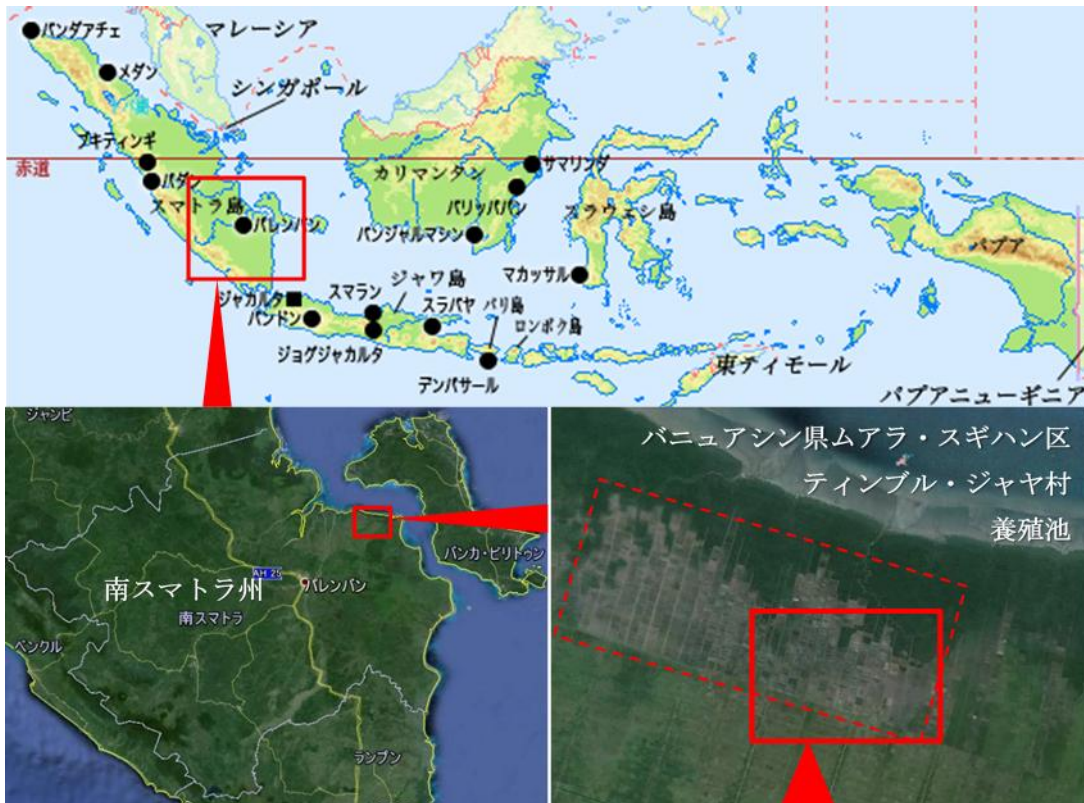 バンダアチェ
マレーシア
メダン
シンガポール
ブキティンギ
赤道
パダン
スマトラ島
パレンバン
カリマンタン
サマリンダ
バリッパパン
バンジャルマシン
スラウェシ島
マカッサル
パプア
ジャカルタ
バンドン
スマラン
ジャワ島
スラバヤ
バリ島
ロンボク島
ジョグジャカルタ
デンパサール
東ティモール
パプアニューギニア
ジャンビ
AH 25
パレンバン
南スマトラ州
南スマトラ
バンカ・ビリトゥン
ベンクル
ランプン
バニュアシン県ムアラ・スギハン区
ティンブル・ジャヤ村
養殖池